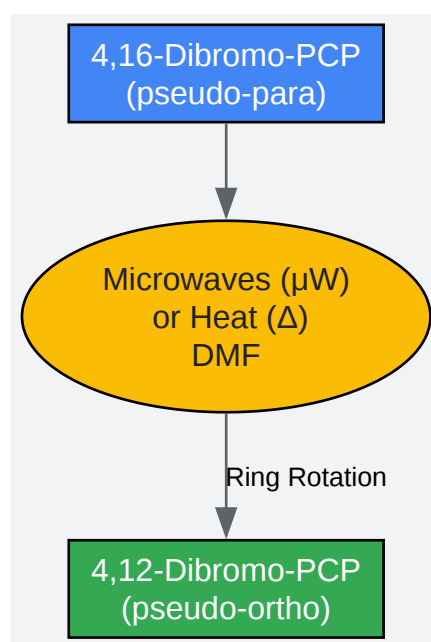 4,16-Dibromo-PCP
(pseudo-para)
Microwaves (μW)
or Heat (Δ)
DMF
Ring Rotation
4,12-Dibromo-PCP
(pseudo-ortho)